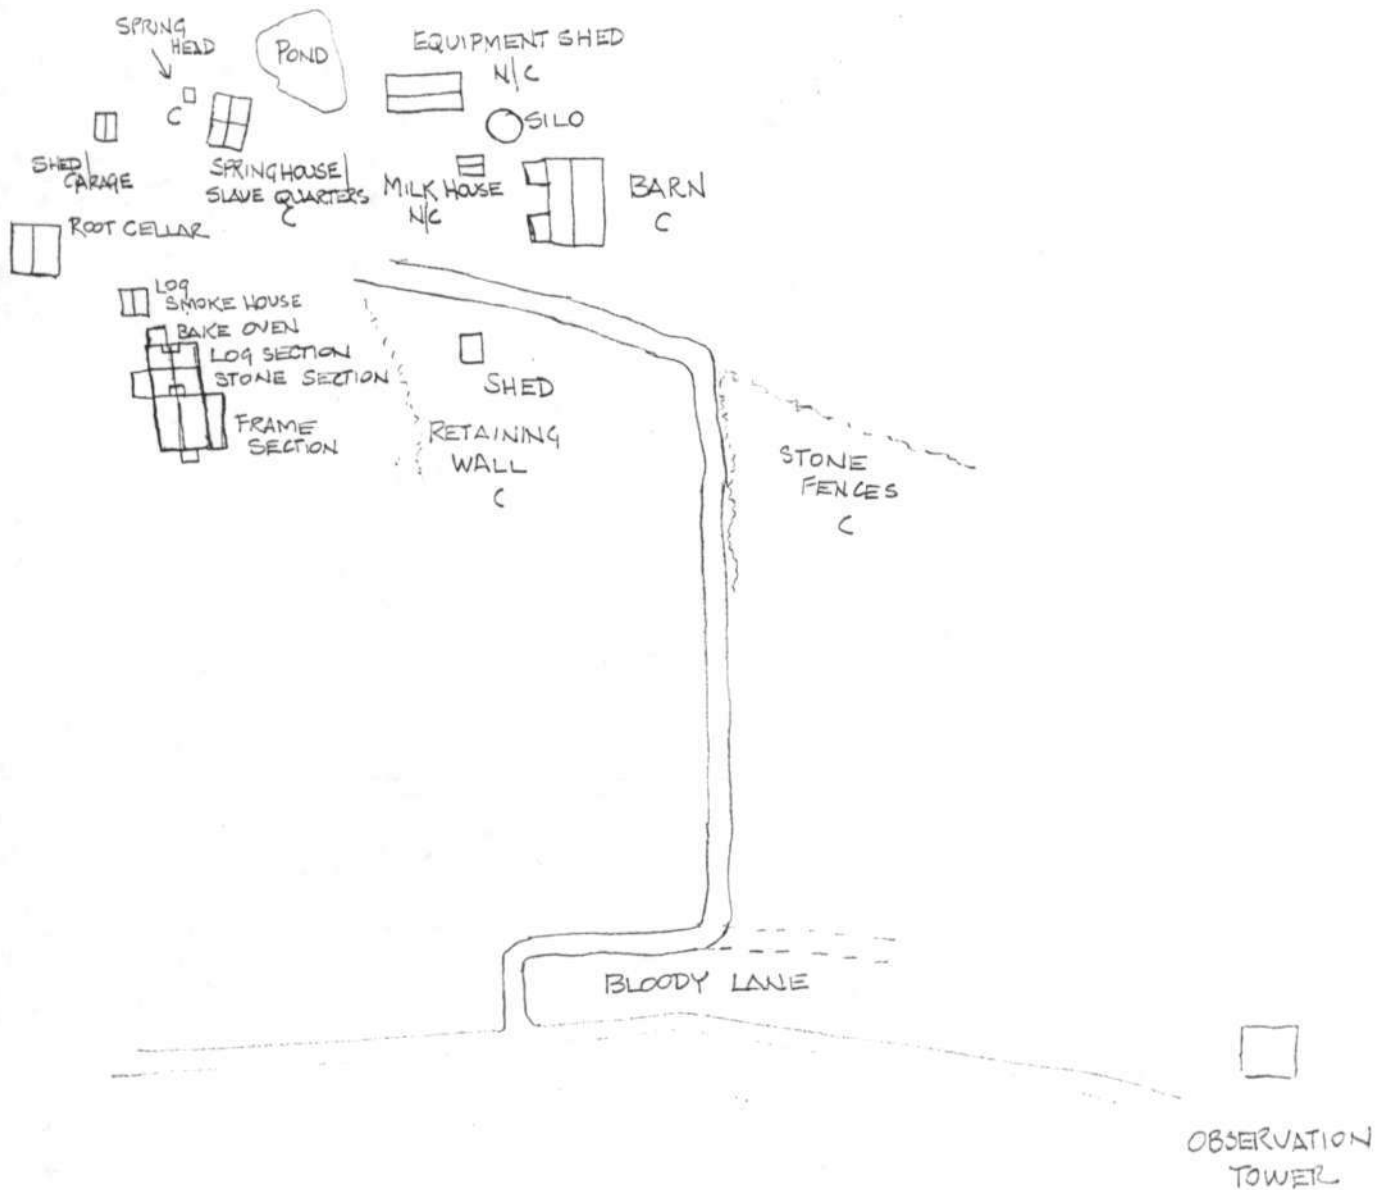 SPRING
HEAD
POND
EQUIPMENT SHED
N/C
C
SILO
SHED/
GARAGE
SPRINGHOUSE/
SLAVE QUARTERS
C
MILK HOUSE
N/C
BARN
C
ROOT CELLAR
LOG
SMOKE HOUSE
BAKE OVEN
LOG SECTION
STONE SECTION
FRAME
SECTION
SHED
RETAINING
WALL
C
STONE
FENCES
C
BLOODY LANE
OBSERVATION
TOWER